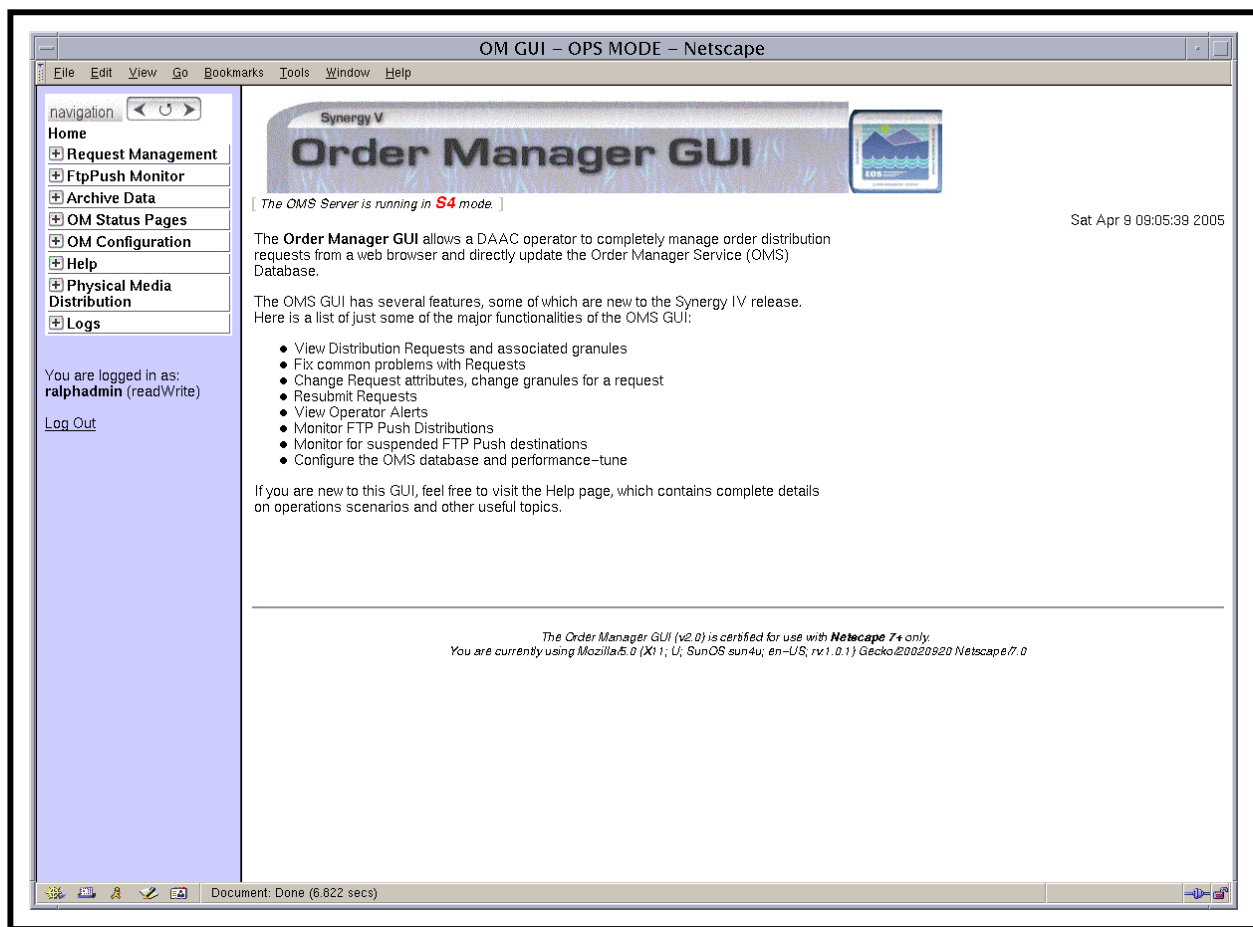 OM GUI – OPS MODE – Netscape
File Edit View Go Bookmarks Tools Window Help
navigation
Home
Request Management
FtpPush Monitor
Archive Data
OM Status Pages
OM Configuration
Help
Physical Media
Distribution
Logs
You are logged in as:
ralphadmin (readWrite)
Log Out
Synergy V
Order Manager GUI
EOS
[ The OMS Server is running in S4 mode. ]
Sat Apr 9 09:05:39 2005
The Order Manager GUI allows a DAAC operator to completely manage order distribution
requests from a web browser and directly update the Order Manager Service (OMS)
Database.
The OMS GUI has several features, some of which are new to the Synergy IV release.
Here is a list of just some of the major functionalities of the OMS GUI:
● View Distribution Requests and associated granules
● Fix common problems with Requests
● Change Request attributes, change granules for a request
● Resubmit Requests
● View Operator Alerts
● Monitor FTP Push Distributions
● Monitor for suspended FTP Push destinations
● Configure the OMS database and performance–tune
If you are new to this GUI, feel free to visit the Help page, which contains complete details
on operations scenarios and other useful topics.
The Order Manager GUI (v2.0) is certified for use with Netscape 7+ only.
You are currently using Mozilla/5.0 (X11; U; SunOS sun4u; en–US; rv:1.0.1) Gecko/20020920 Netscape/7.0
Document: Done (6.822 secs)